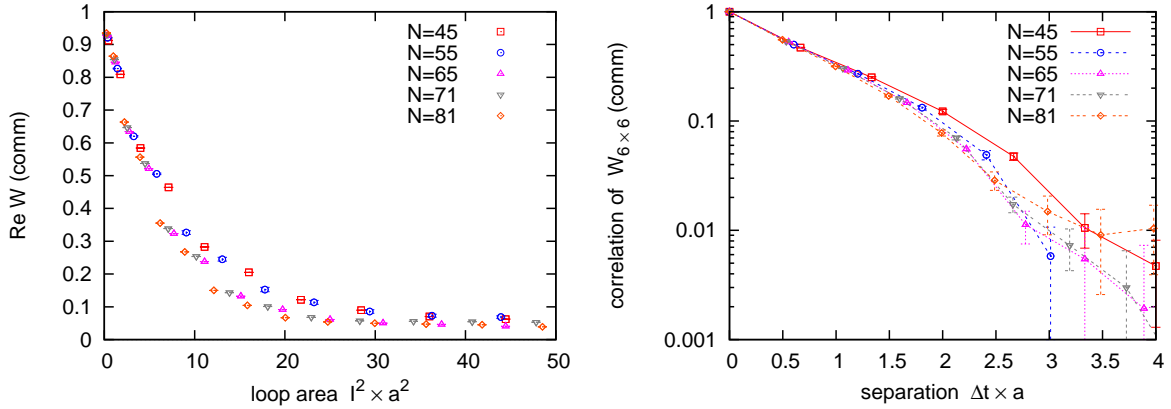 Re W (comm)
1
0.9
0.8
0.7
0.6
0.5
0.4
0.3
0.2
0.1
0
0 10 20 30 40 50
loop area l² × a²
N=45
N=55
N=65
N=71
N=81
correlation of W₆ₓ₆ (comm)
1
0.1
0.01
0.001
0 0.5 1 1.5 2 2.5 3 3.5 4
separation Δt × a
N=45
N=55
N=65
N=71
N=81